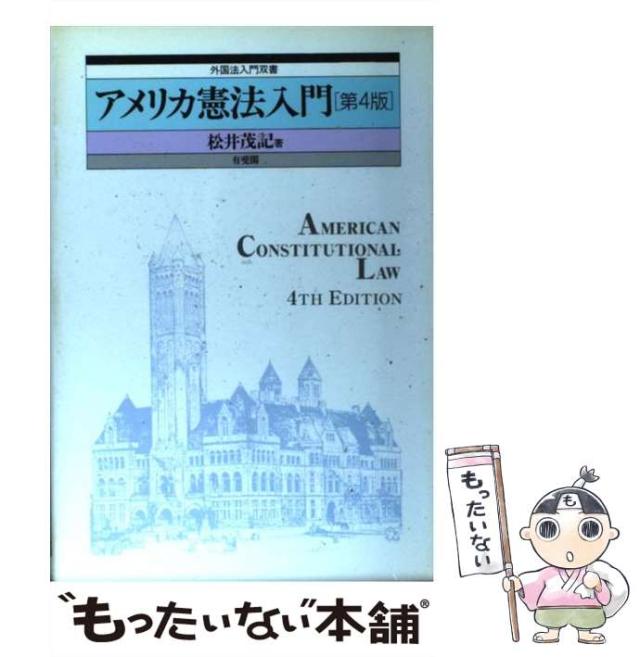 外国法入門双書
アメリカ憲法入門[第4版]
松井茂記著
有斐閣
AMERICAN
CONSTITUTIONAL
LAW
4TH EDITION
も
もったいない
"もったいない"本舗®